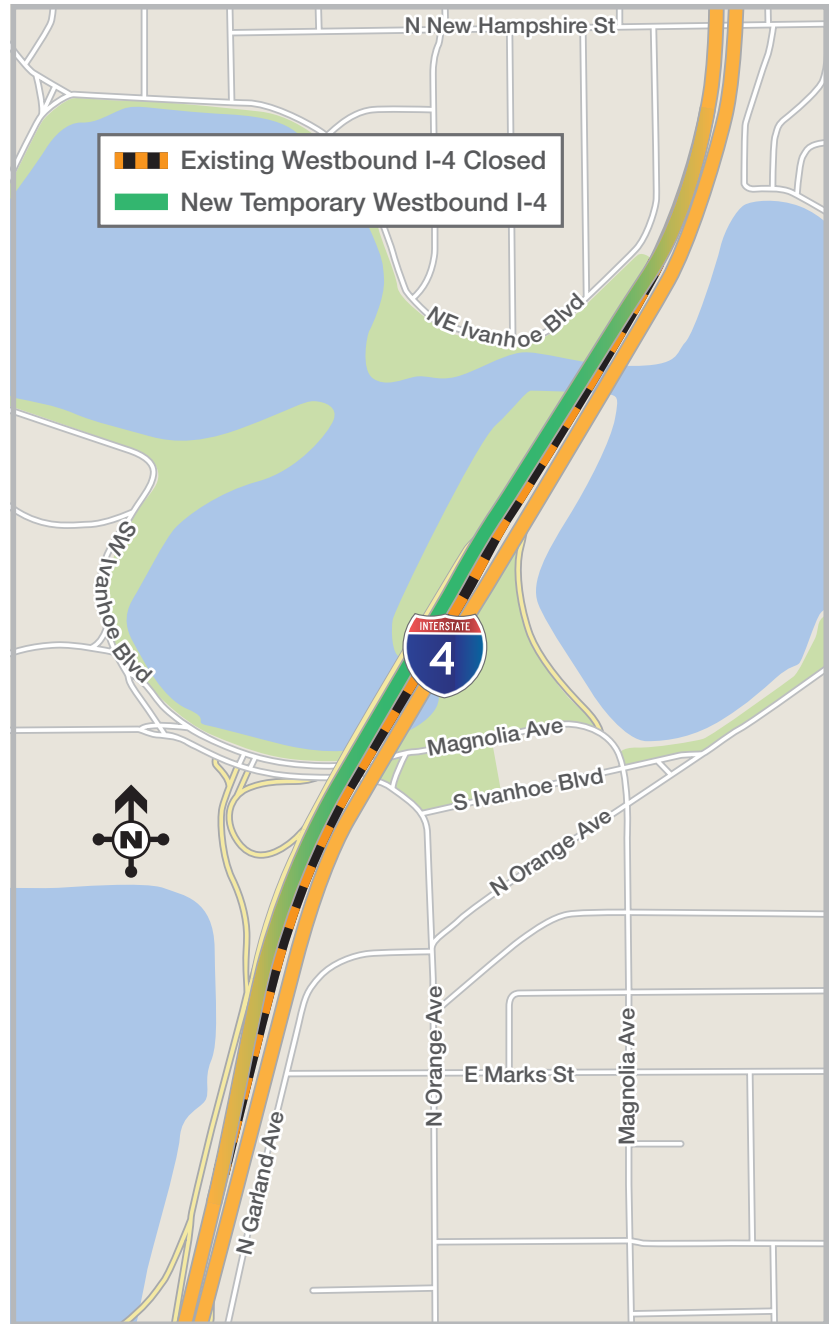 N New Hampshire St
Existing Westbound I-4 Closed
New Temporary Westbound I-4
NE Ivanhoe Blvd
SW Ivanhoe Blvd
INTERSTATE
4
Magnolia Ave
S Ivanhoe Blvd
N Orange Ave
N
N Orange Ave
E Marks St
Magnolia Ave
N Garland Ave